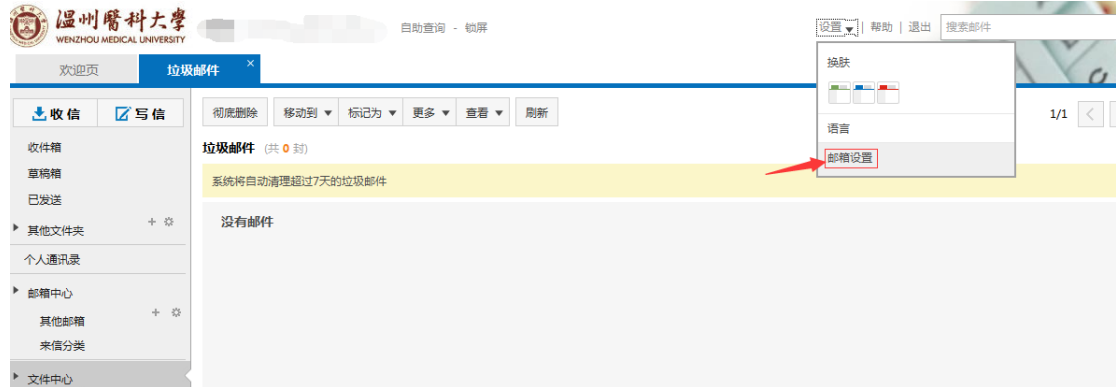 温州醫科大學
WENZHOU MEDICAL UNIVERSITY
自助查询 - 锁屏
设置 | 帮助 | 退出 搜索邮件
欢迎页 垃圾邮件 ×
换肤
语言
邮箱设置
收信 写信
彻底删除 移动到 标记为 更多 查看 刷新
1/1
垃圾邮件 (共 0 封)
系统将自动清理超过7天的垃圾邮件
没有邮件
收件箱
草稿箱
已发送
其他文件夹
个人通讯录
邮箱中心
其他邮箱
来信分类
文件中心